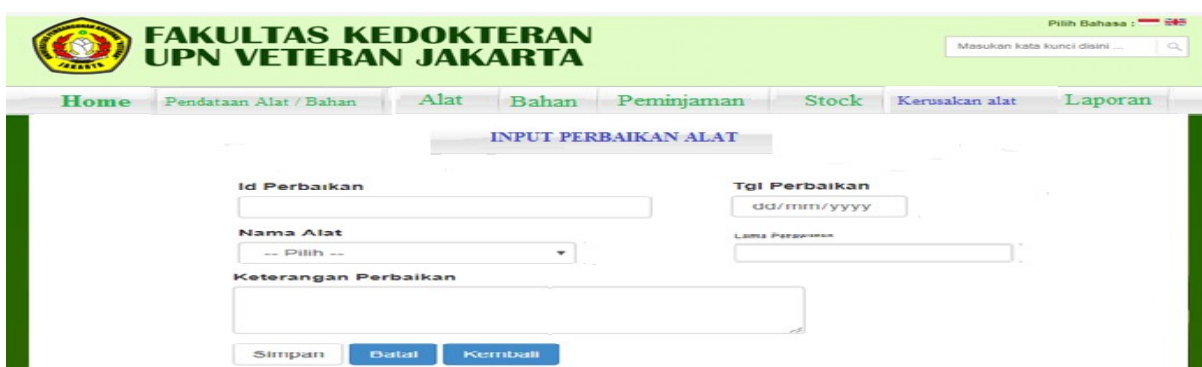 Pilih Bahasa :
FAKULTAS KEDOKTERAN
UPN VETERAN JAKARTA
Masukan kata kunci disini ...
Home Pendataan Alat / Bahan Alat Bahan Peminjaman Stock Kerusakan alat Laporan
INPUT PERBAIKAN ALAT
Id Perbaikan Tgl Perbaikan
dd/mm/yyyy
Nama Alat Lama
-- Pilih --
Keterangan Perbaikan
Simpan Batal Kembali